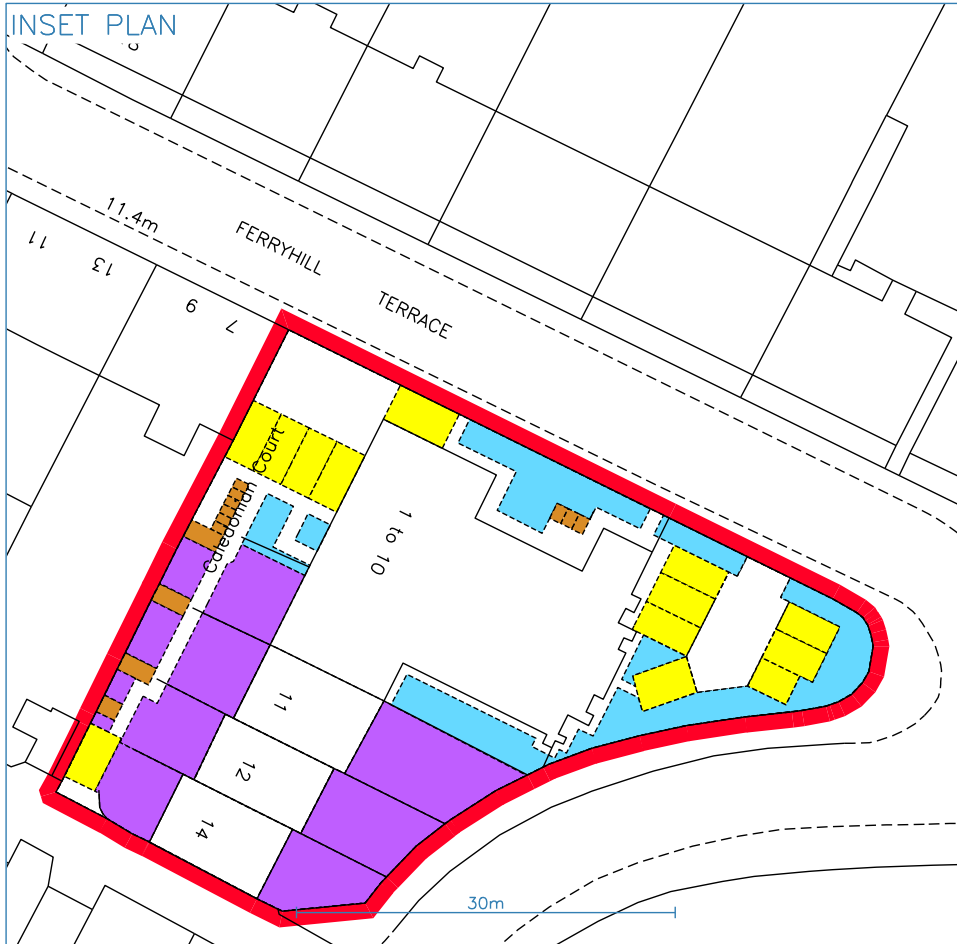 INSET PLAN
11.4m
FERRYHILL
TERRACE
11
13
9
7
Caledonian Court
1 to 10
11
12
14
30m